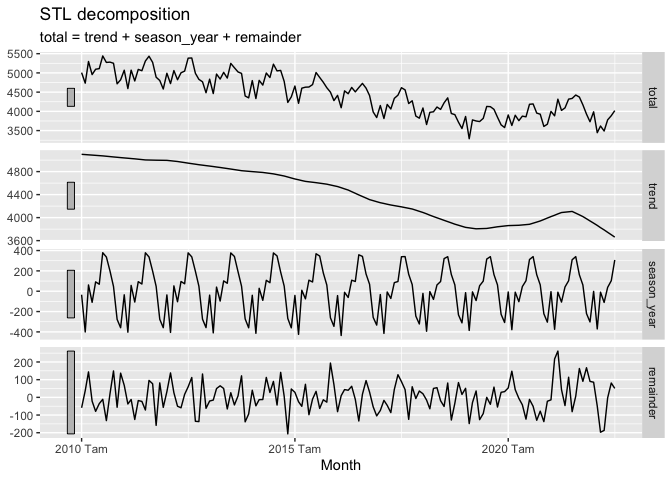 STL decomposition
total = trend + season_year + remainder
5500
5000
4500
4000
3500
total
4800
4400
4000
3600
trend
400
200
0
-200
-400
season_year
200
100
0
-100
-200
remainder
2010 Tam 2015 Tam 2020 Tam
Month